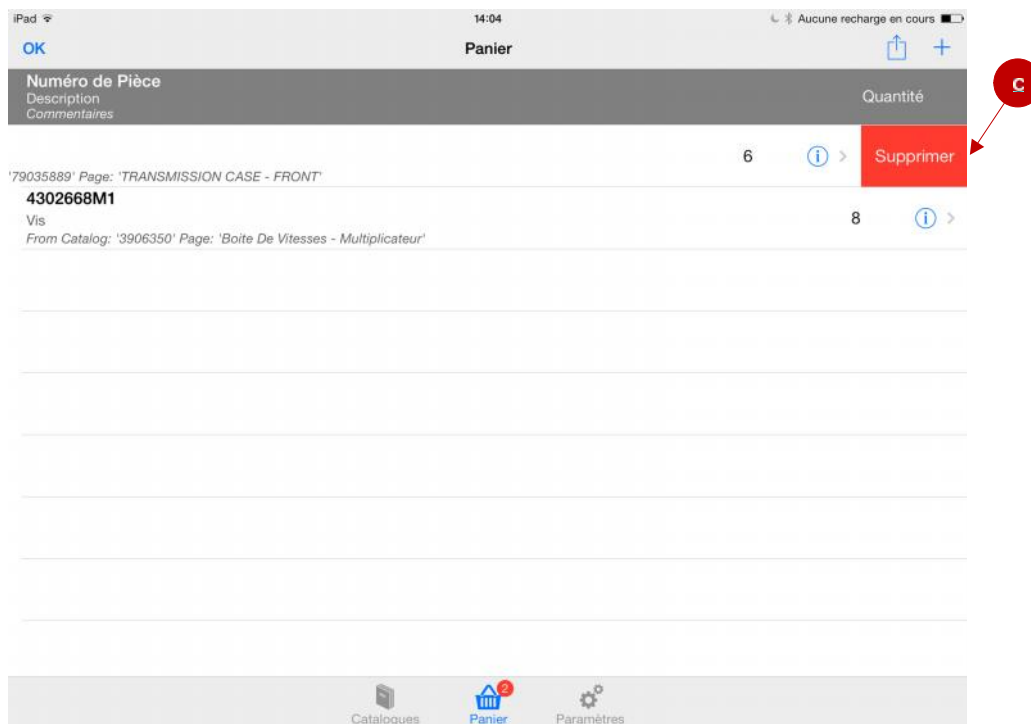 iPad 14:04 Aucune recharge en cours
OK Panier
Numéro de Pièce
Description
Commentaires
Quantité
C
6 Supprimer
'79035889' Page: 'TRANSMISSION CASE - FRONT'
4302668M1
Vis
8
From Catalog: '3906350' Page: 'Boite De Vitesses - Multiplicateur'
2
Catalogues Panier Paramètres